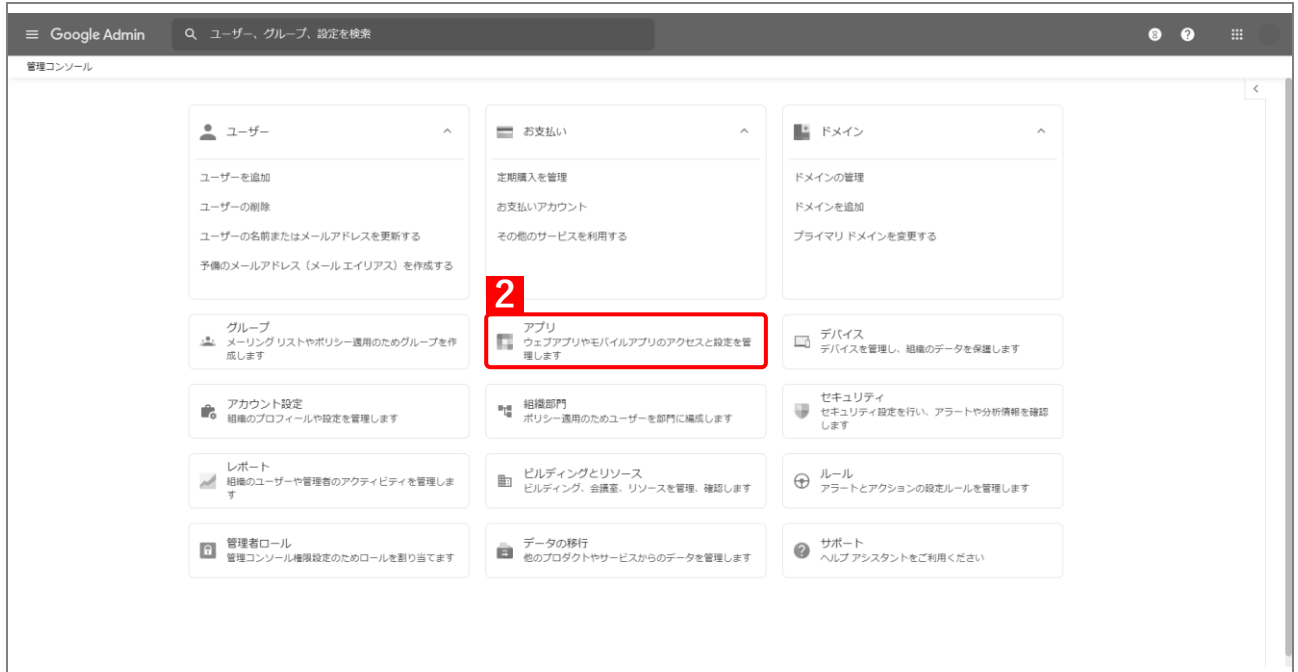 Google Admin
ユーザー、グループ、設定を検索
8
?
管理コンソール
ユーザー
ユーザーを追加
ユーザーの削除
ユーザーの名前またはメールアドレスを更新する
予備のメールアドレス（メール エイリアス）を作成する
お支払い
定期購入を管理
お支払いアカウント
その他のサービスを利用する
ドメイン
ドメインの管理
ドメインを追加
プライマリ ドメインを変更する
2
グループ
メーリング リストやポリシー適用のためグループを作
成します
アプリ
ウェブアプリやモバイルアプリのアクセスと設定を管
理します
デバイス
デバイスを管理し、組織のデータを保護します
アカウント設定
組織のプロフィールや設定を管理します
組織部門
ポリシー適用のためユーザーを部門に編成します
セキュリティ
セキュリティ設定を行い、アラートや分析情報を確認
します
レポート
組織のユーザーや管理者のアクティビティを管理しま
す
ビルディングとリソース
ビルディング、会議室、リソースを管理、確認します
ルール
アラートとアクションの設定ルールを管理します
管理者ロール
管理コンソール権限設定のためロールを割り当てます
データの移行
他のプロダクトやサービスからのデータを管理します
サポート
ヘルプ アシスタントをご利用ください